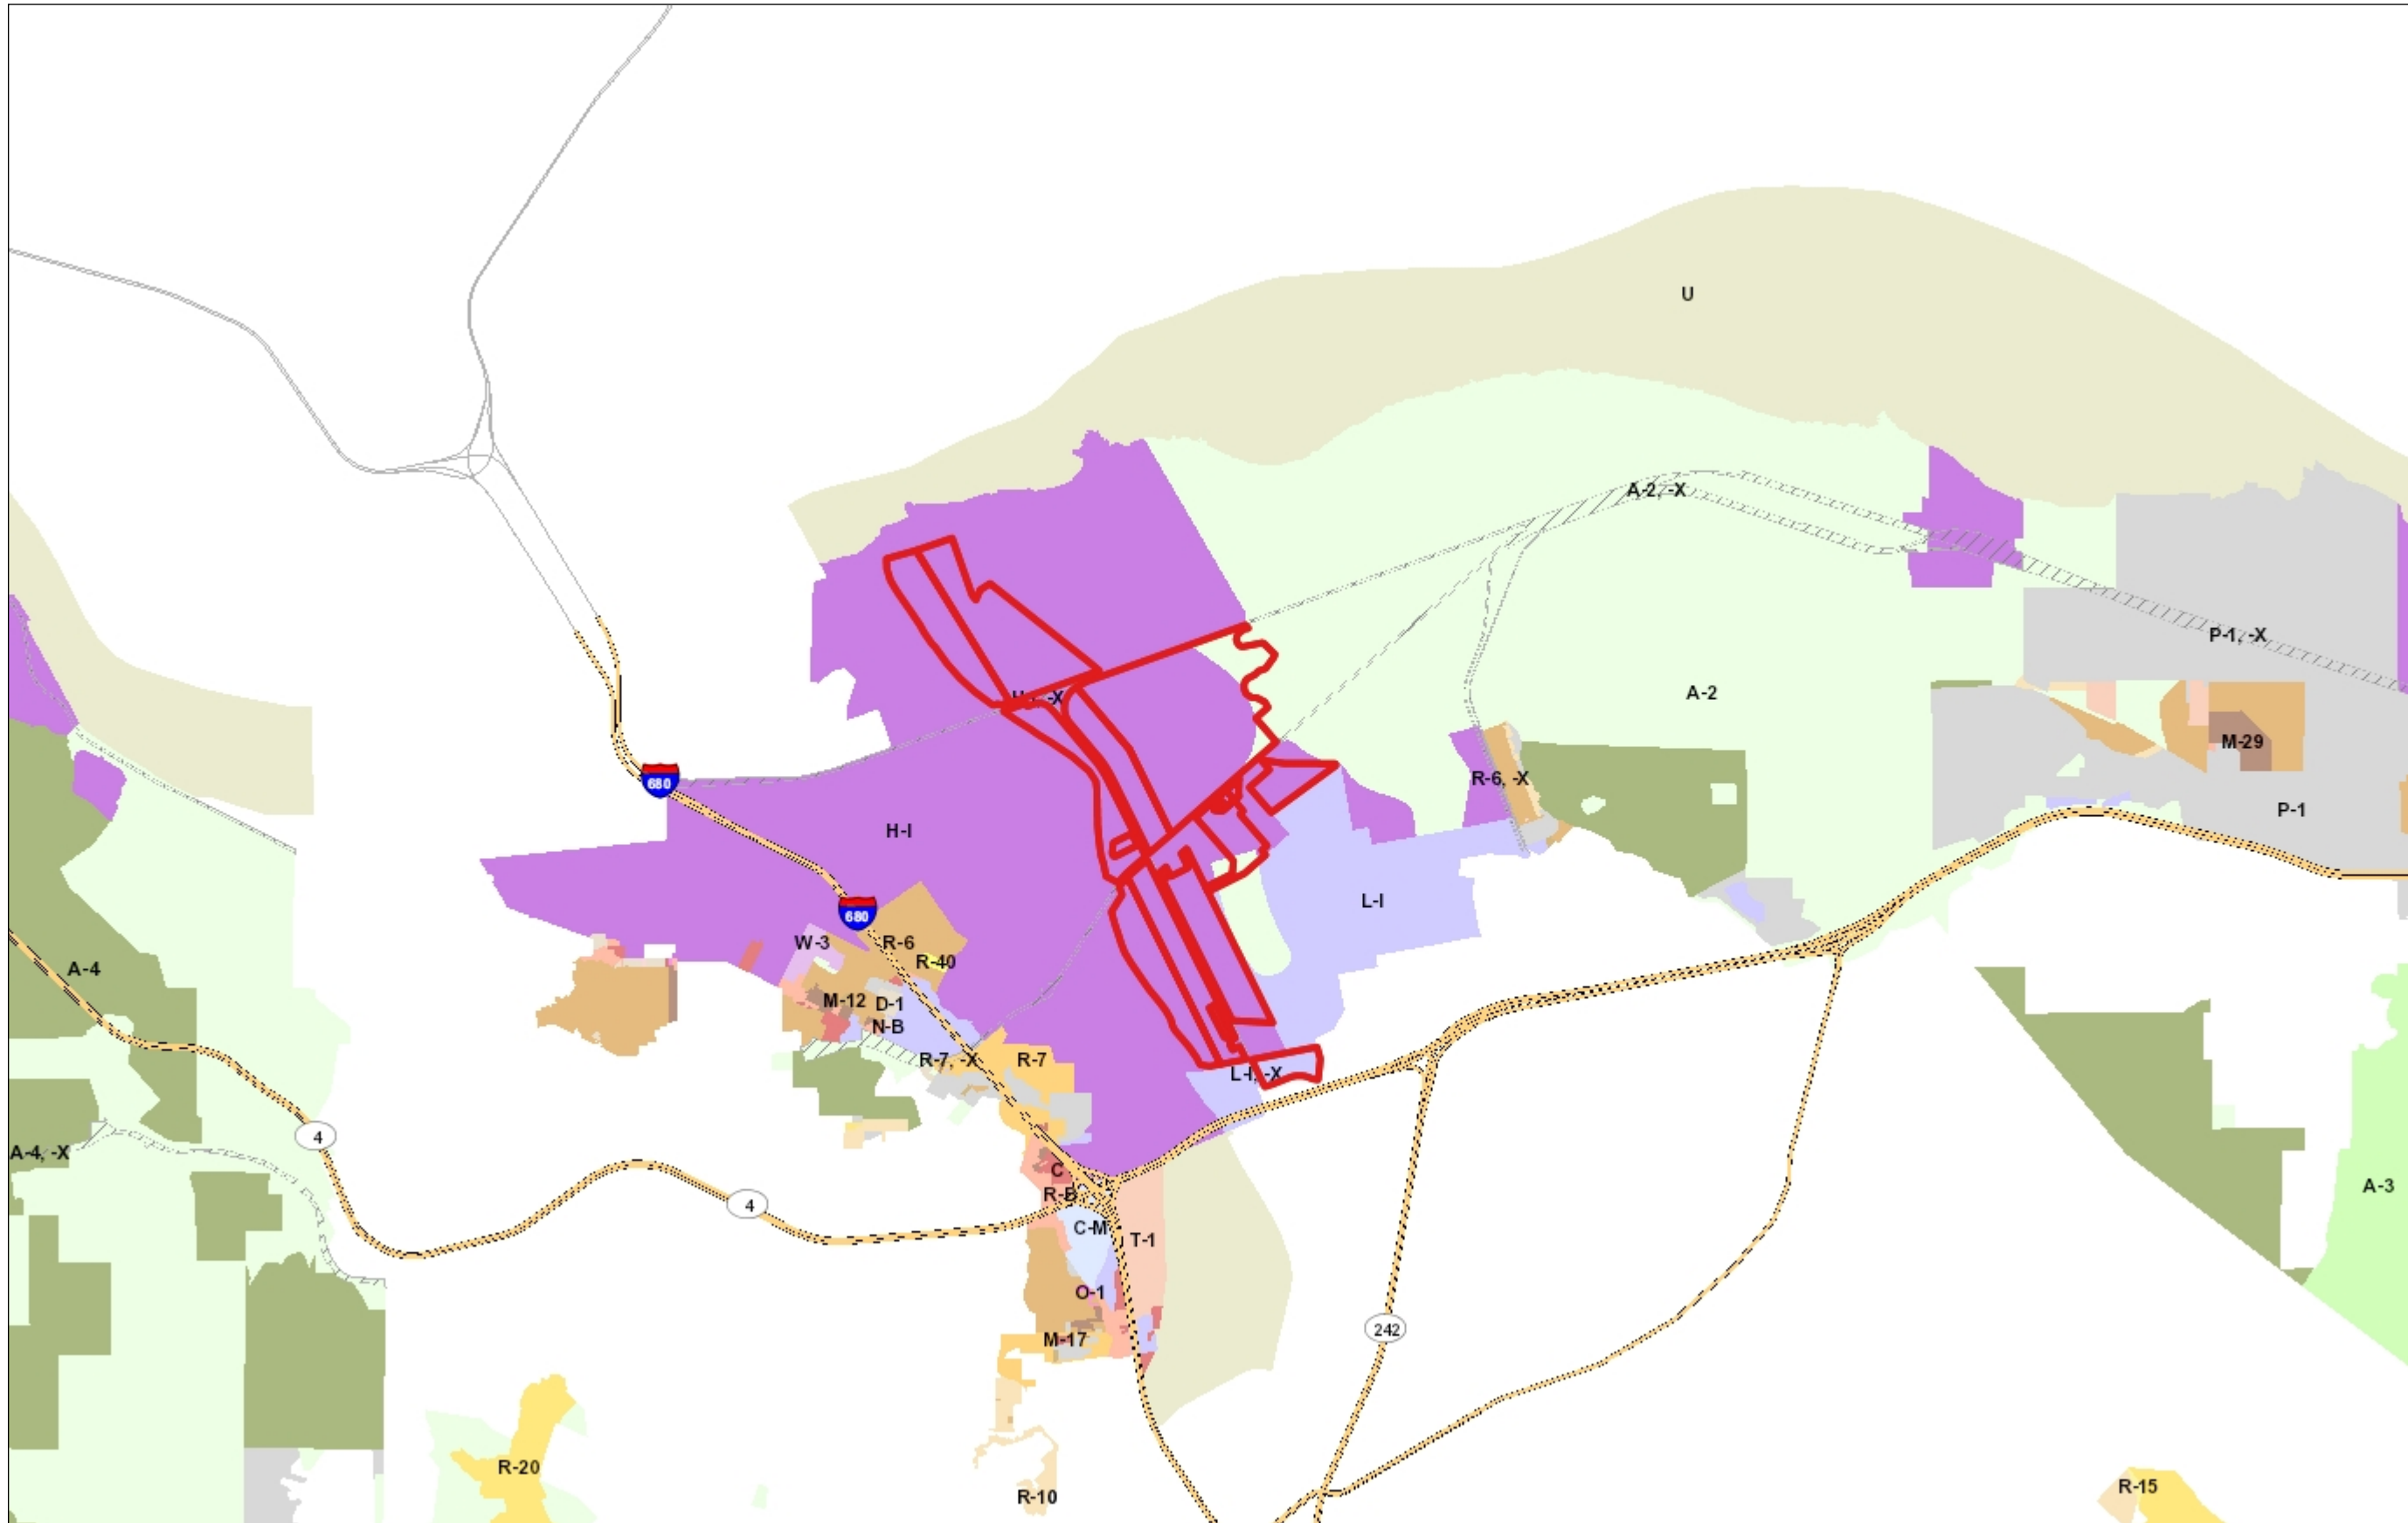 U
A-2, -X
P-1, -X
A-2
-X
M-29
680
R-6, -X
P-1
H-I
L-I
680
W-3
R-6
R-40
A-4
M-12
D-1
N-B
R-7, -X
R-7
L-I, -X
4
A-4, -X
C
A-3
R-B
4
C-M
T-1
O-1
242
M-17
R-20
R-15
R-10